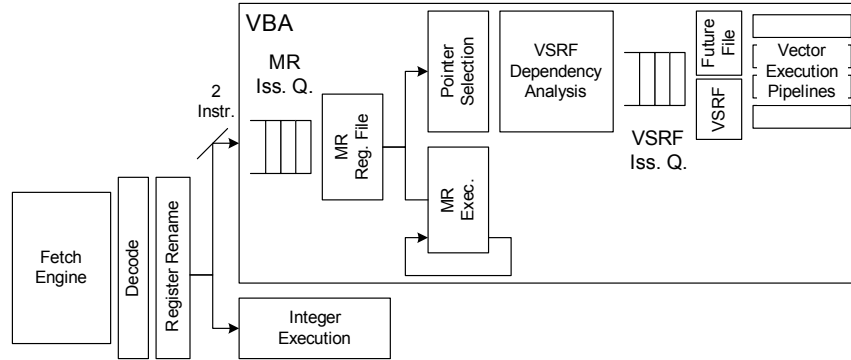 VBA
MR
Iss. Q.
2
Instr.
MR
Reg. File
Pointer
Selection
MR
Exec.
VSRF
Dependency
Analysis
VSRF
Iss. Q.
Future
File
VSRF
Vector
Execution
Pipelines
Fetch
Engine
Decode
Register Rename
Integer
Execution